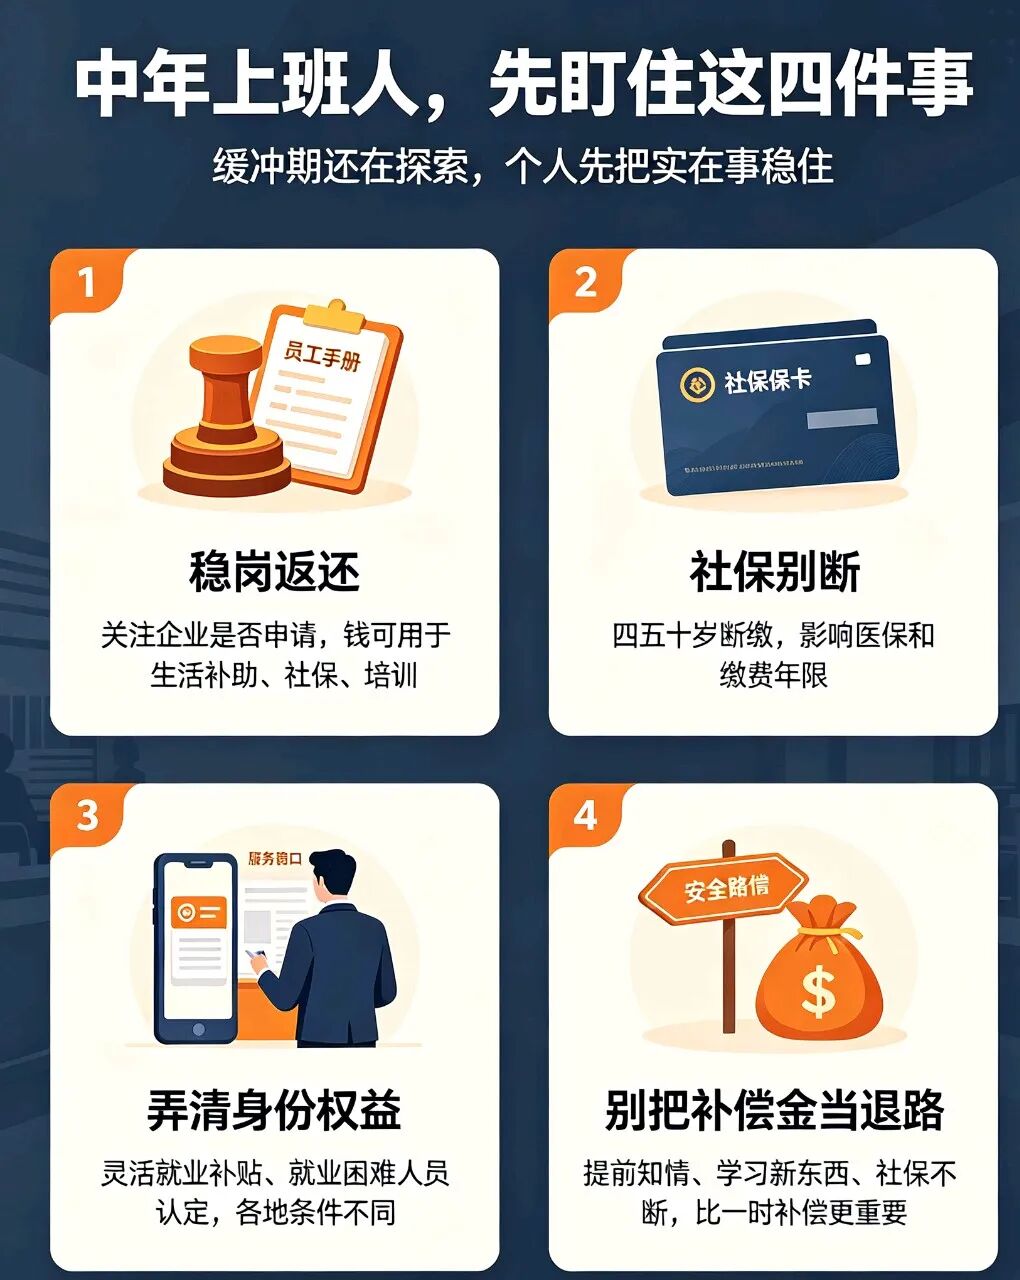 中年上班人，先盯住这四件事
缓冲期还在探索，个人先把实在事稳住
1
员工手册
稳岗返还
关注企业是否申请，钱可用于
生活补助、社保、培训
2
社保保卡
社保别断
四五十岁断缴，影响医保和
缴费年限
3
服务窗口
弄清身份权益
灵活就业补贴、就业困难人员
认定，各地条件不同
4
安全路
$
别把补偿金当退路
提前知情、学习新东西、社保不
断，比一时补偿更重要